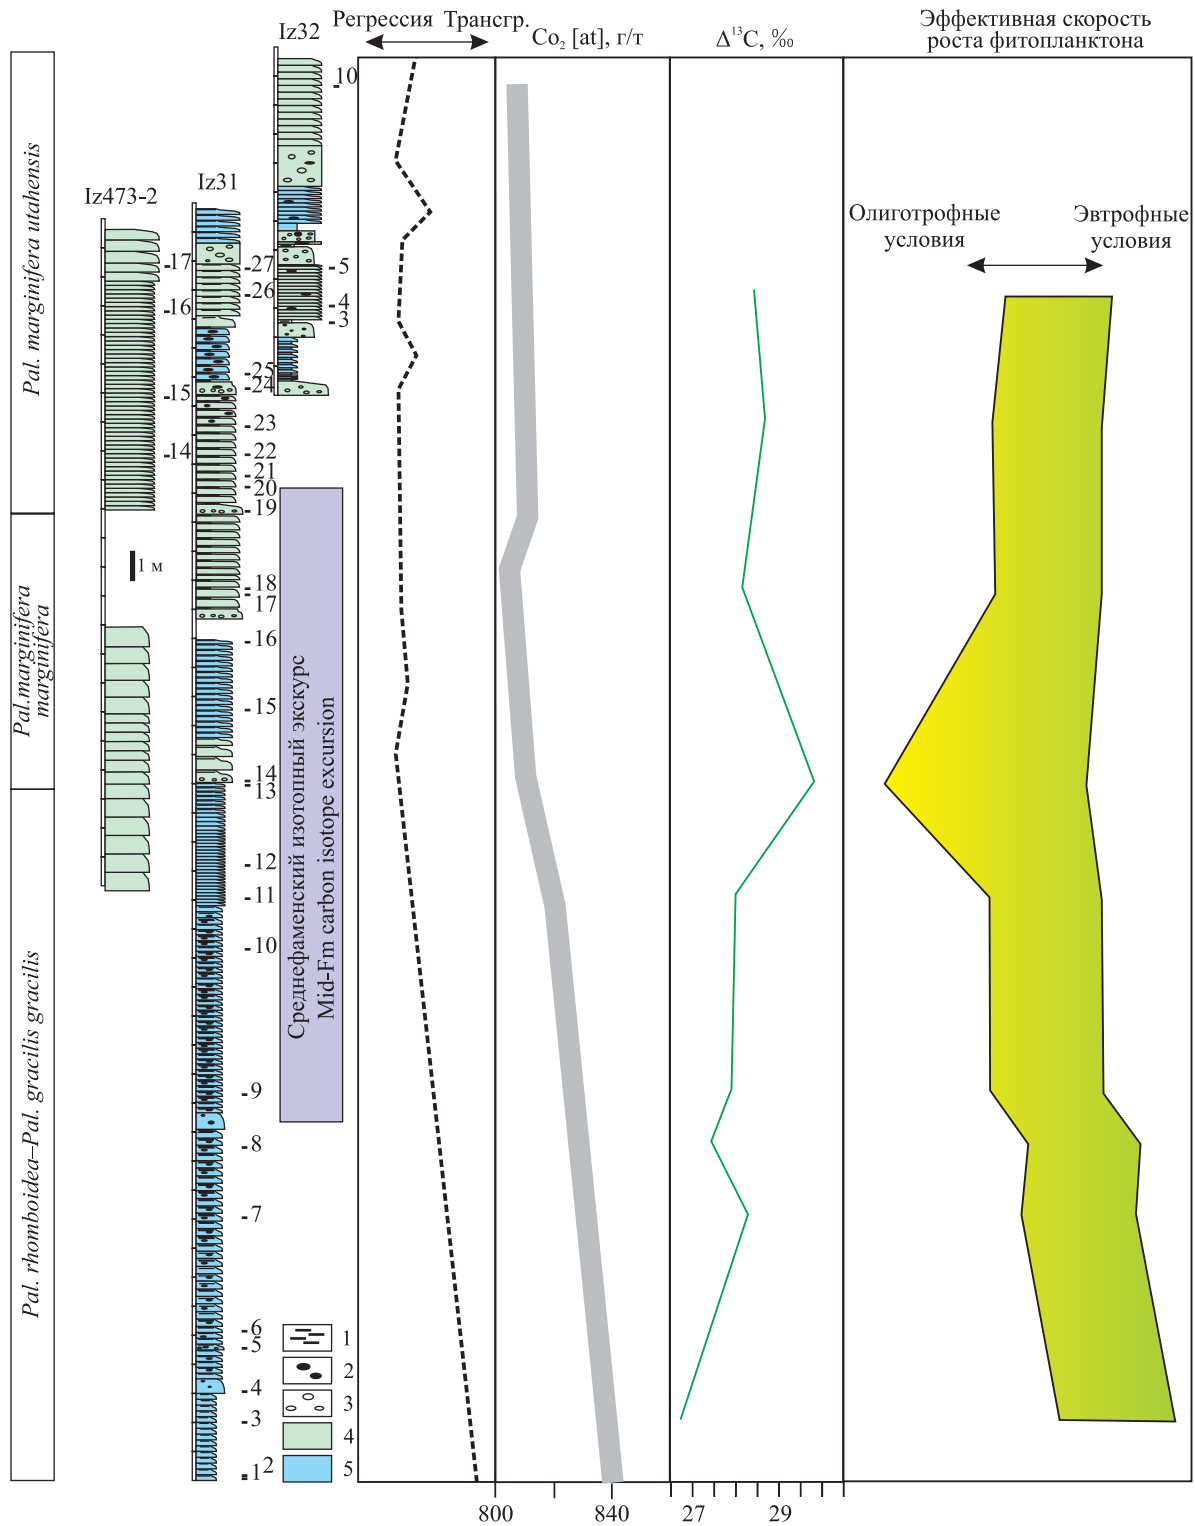 Регрессия Трансгр.
Co2 [at], г/т
Δ13C, ‰
Эффективная скорость
роста фитопланктона
Iz32
Iz31
Iz473-2
Pal. marginifera utahensis
Pal. marginifera
marginifera
Pal. rhomboidea–Pal. gracilis gracilis
17
16
15
14
1 м
27
26
25
24
23
22
21
20
19
18
17
16
15
14
13
12
11
10
9
8
7
6
5
4
3
2
1
10
5
4
3
Среднефаменский изотопный экскурс
Mid-Fm carbon isotope excursion
Олиготрофные
условия
Эвтрофные
условия
1
2
3
4
5
800
840
27
29